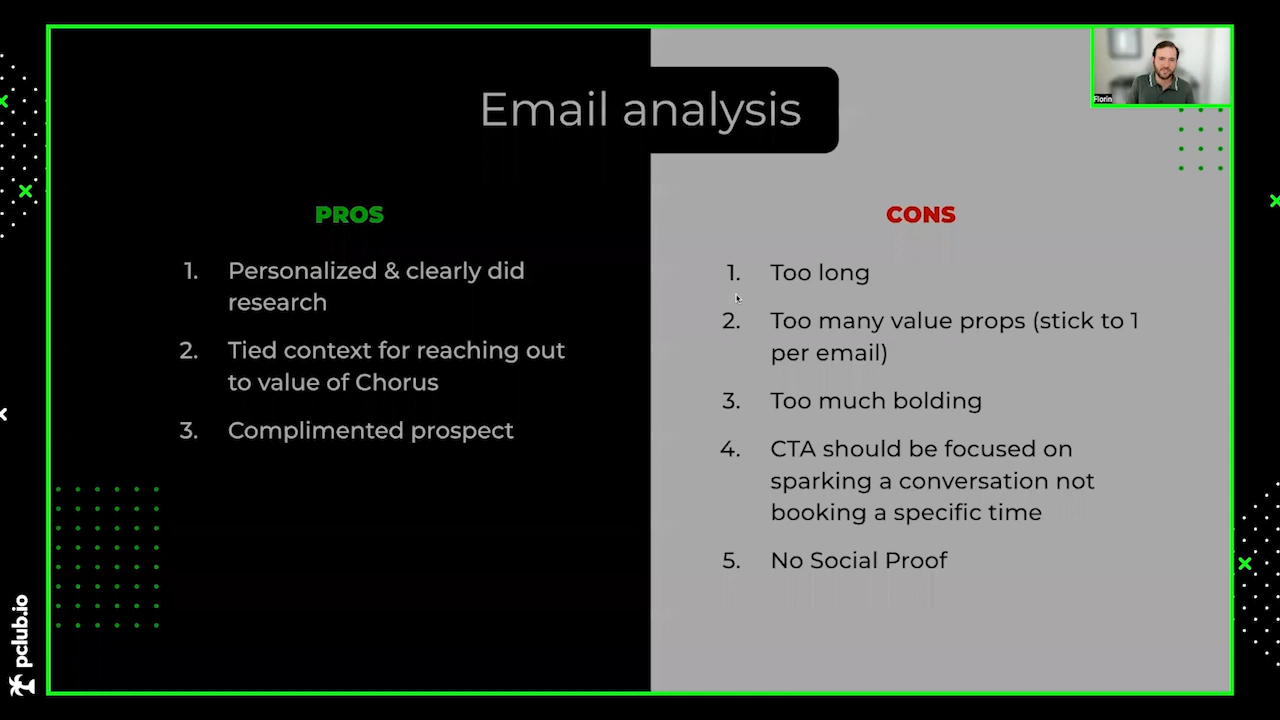 Florin
Email analysis
PROS
1. Personalized & clearly did
research
2. Tied context for reaching out
to value of Chorus
3. Complimented prospect
CONS
1. Too long
2. Too many value props (stick to 1
per email)
3. Too much bolding
4. CTA should be focused on
sparking a conversation not
booking a specific time
5. No Social Proof
pclub.io